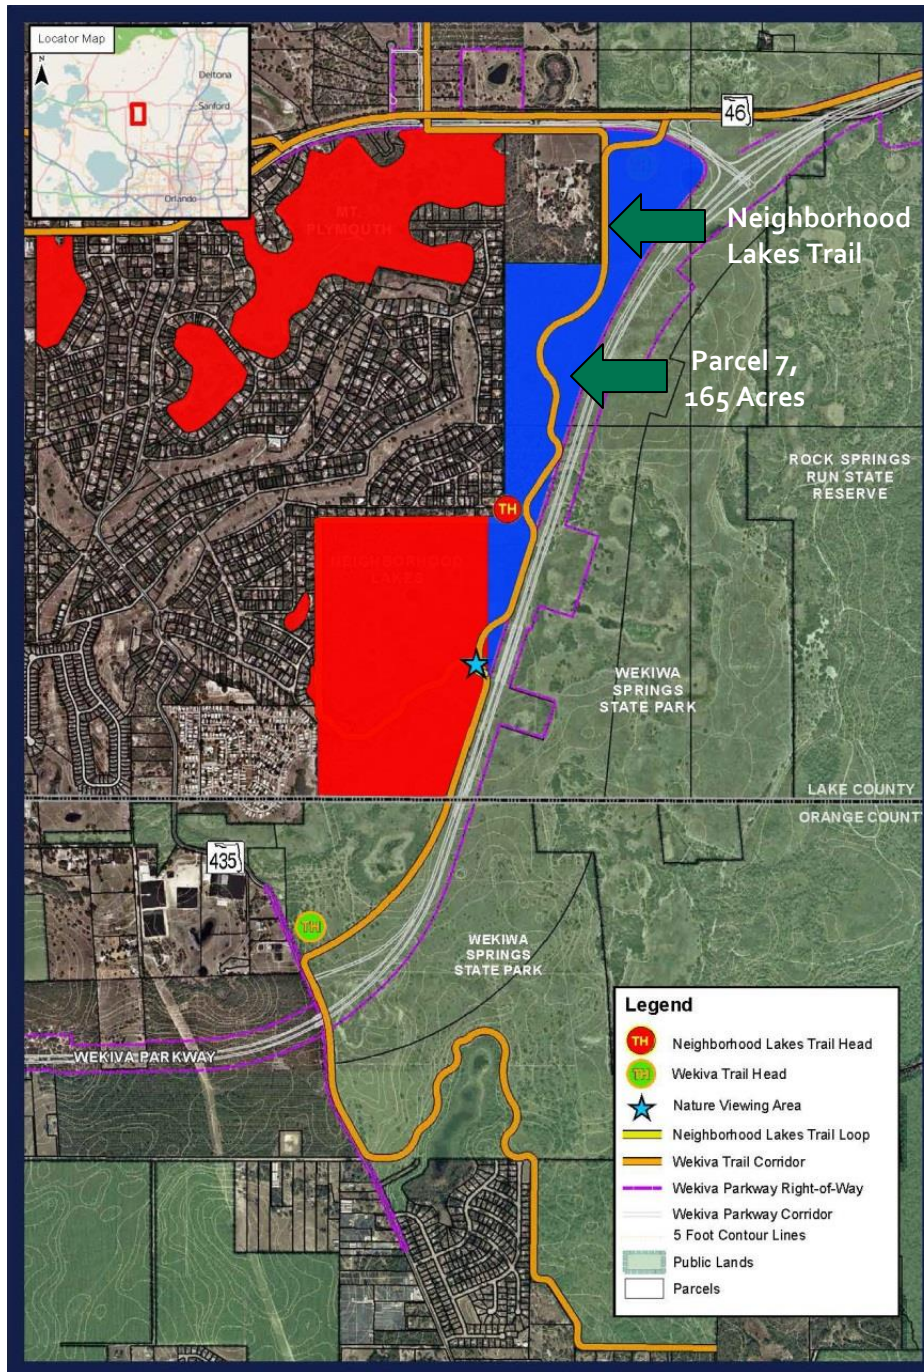 Locator Map
N
Deltona
Sanford
Orlando
46
MT.
PLYMOUTH
Neighborhood
Lakes Trail
Parcel 7,
165 Acres
ROCK SPRINGS
RUN STATE
RESERVE
TH
NEIGHBORHOOD
LAKES
WEKIWA
SPRINGS
STATE PARK
LAKE COUNTY
ORANGE COUNTY
435
TH
WEKIWA
SPRINGS
STATE PARK
WEKIVA PARKWAY
Legend
TH Neighborhood Lakes Trail Head
TH Wekiva Trail Head
Nature Viewing Area
Neighborhood Lakes Trail Loop
Wekiva Trail Corridor
Wekiva Parkway Right-of-Way
Wekiva Parkway Corridor
5 Foot Contour Lines
Public Lands
Parcels